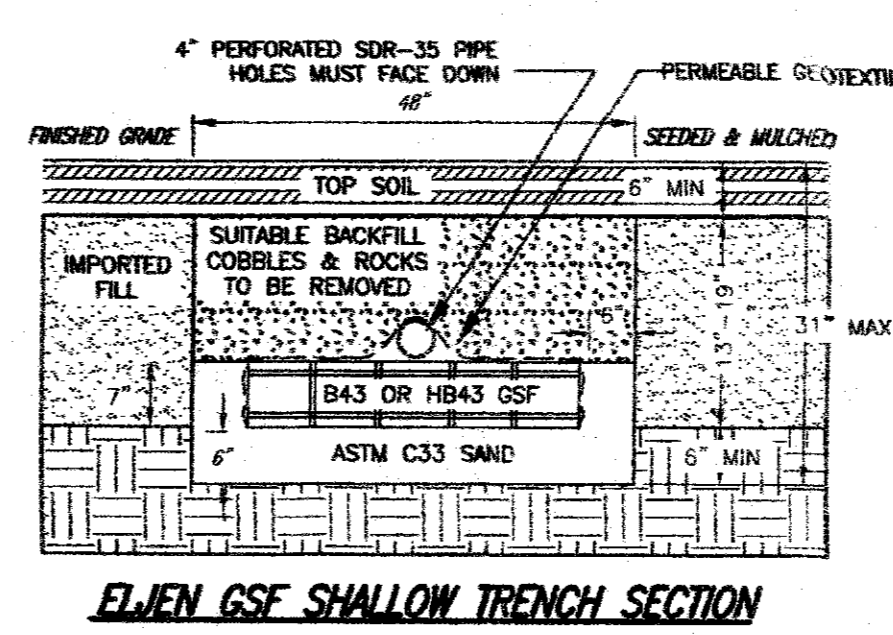 4" PERFORATED SDR-35 PIPE
HOLES MUST FACE DOWN
PERMEABLE GEOTEXTI
48"
FINISHED GRADE
SEEDED & MULCHED
TOP SOIL
6" MIN
SUITABLE BACKFILL
COBBLES & ROCKS
TO BE REMOVED
IMPORTED
FILL
6"
13"-19"
31" MAX
7"
B43 OR HB43 GSF
6"
ASTM C33 SAND
6" MIN
ELJEN GSF SHALLOW TRENCH SECTION